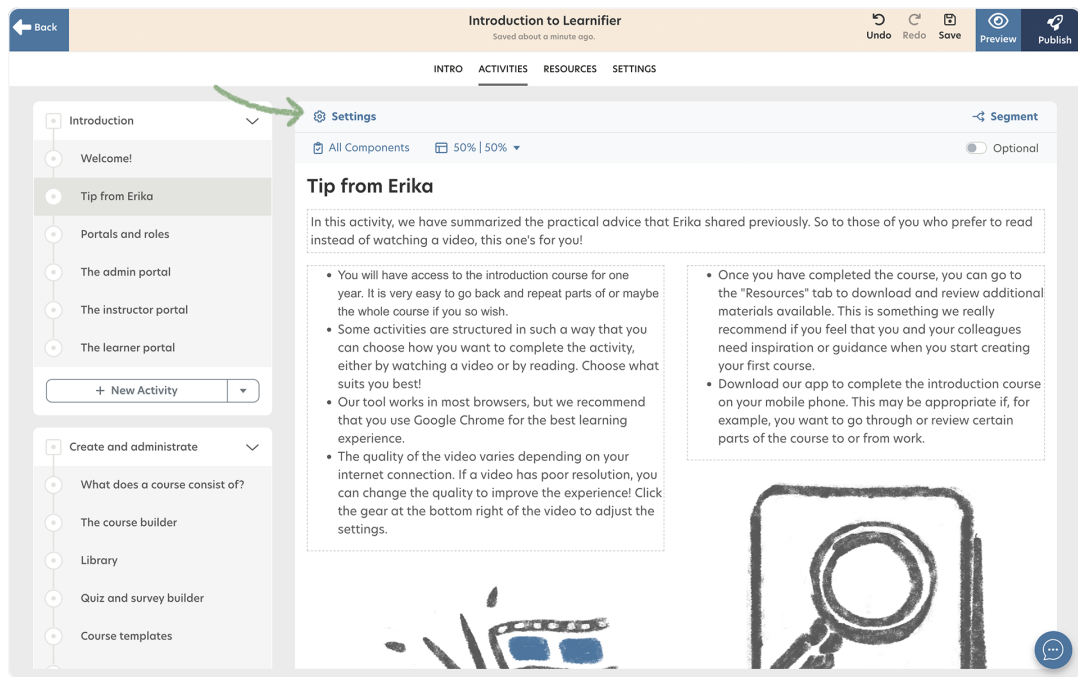 Back
Introduction to Learnifier
Saved about a minute ago.
Undo
Redo
Save
Preview
Publish
INTRO
ACTIVITIES
RESOURCES
SETTINGS
Introduction
Welcome!
Tip from Erika
Portals and roles
The admin portal
The instructor portal
The learner portal
+ New Activity
Create and administrate
What does a course consist of?
The course builder
Library
Quiz and survey builder
Course templates
Settings
Segment
All Components
50% | 50%
Optional
Tip from Erika
In this activity, we have summarized the practical advice that Erika shared previously. So to those of you who prefer to read
instead of watching a video, this one's for you!
• You will have access to the introduction course for one
year. It is very easy to go back and repeat parts of or maybe
the whole course if you so wish.
• Some activities are structured in such a way that you
can choose how you want to complete the activity,
either by watching a video or by reading. Choose what
suits you best!
• Our tool works in most browsers, but we recommend
that you use Google Chrome for the best learning
experience.
• The quality of the video varies depending on your
internet connection. If a video has poor resolution, you
can change the quality to improve the experience! Click
the gear at the bottom right of the video to adjust the
settings.
• Once you have completed the course, you can go to
the "Resources" tab to download and review additional
materials available. This is something we really
recommend if you feel that you and your colleagues
need inspiration or guidance when you start creating
your first course.
• Download our app to complete the introduction course
on your mobile phone. This may be appropriate if, for
example, you want to go through or review certain
parts of the course to or from work.